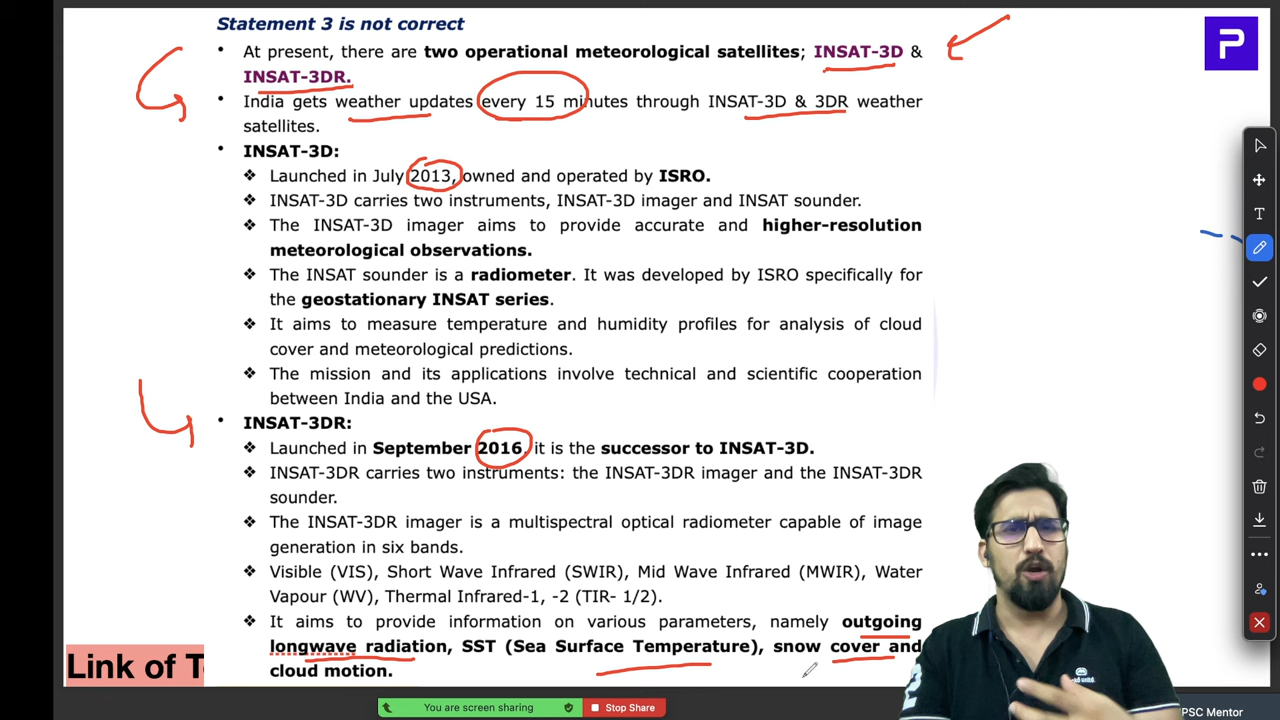 Statement 3 is not correct
• At present, there are two operational meteorological satellites; INSAT-3D &
INSAT-3DR.
• India gets weather updates every 15 minutes through INSAT-3D & 3DR weather
satellites.
• INSAT-3D:
❖ Launched in July 2013, owned and operated by ISRO.
❖ INSAT-3D carries two instruments, INSAT-3D imager and INSAT sounder.
❖ The INSAT-3D imager aims to provide accurate and higher-resolution
meteorological observations.
❖ The INSAT sounder is a radiometer. It was developed by ISRO specifically for
the geostationary INSAT series.
❖ It aims to measure temperature and humidity profiles for analysis of cloud
cover and meteorological predictions.
❖ The mission and its applications involve technical and scientific cooperation
between India and the USA.
• INSAT-3DR:
❖ Launched in September 2016, it is the successor to INSAT-3D.
❖ INSAT-3DR carries two instruments: the INSAT-3DR imager and the INSAT-3DR
sounder.
❖ The INSAT-3DR imager is a multispectral optical radiometer capable of image
generation in six bands.
❖ Visible (VIS), Short Wave Infrared (SWIR), Mid Wave Infrared (MWIR), Water
Vapour (WV), Thermal Infrared-1, -2 (TIR- 1/2).
❖ It aims to provide information on various parameters, namely outgoing
longwave radiation, SST (Sea Surface Temperature), snow cover and
cloud motion.
Link of T
You are screen sharing
Stop Share
PSC Mentor